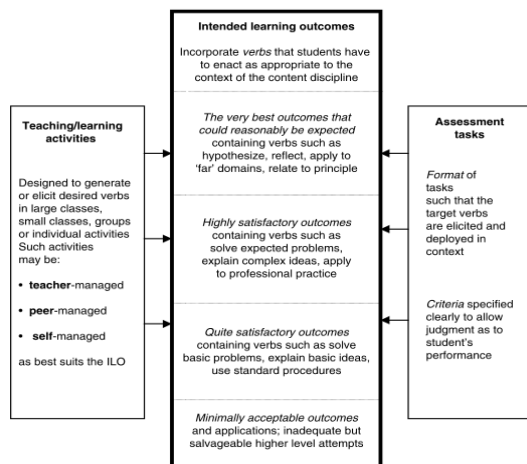 Intended learning outcomes
Incorporate verbs that students have
to enact as appropriate to the
context of the content discipline
The very best outcomes that
could reasonably be expected
containing verbs such as
hypothesize, reflect, apply to
‘far’ domains, relate to principle
Highly satisfactory outcomes
containing verbs such as
solve expected problems,
explain complex ideas, apply
to professional practice
Quite satisfactory outcomes
containing verbs such as solve
basic problems, explain basic ideas,
use standard procedures
Minimally acceptable outcomes
and applications; inadequate but
salvageable higher level attempts
Teaching/learning
activities
Designed to generate
or elicit desired verbs
in large classes,
small classes, groups
or individual activities
Such activities
may be:
• teacher-managed
• peer-managed
• self-managed
as best suits the ILO
Assessment
tasks
Format of
tasks
such that the
target verbs
are elicited and
deployed in
context
Criteria specified
clearly to allow
judgment as to
student’s
performance